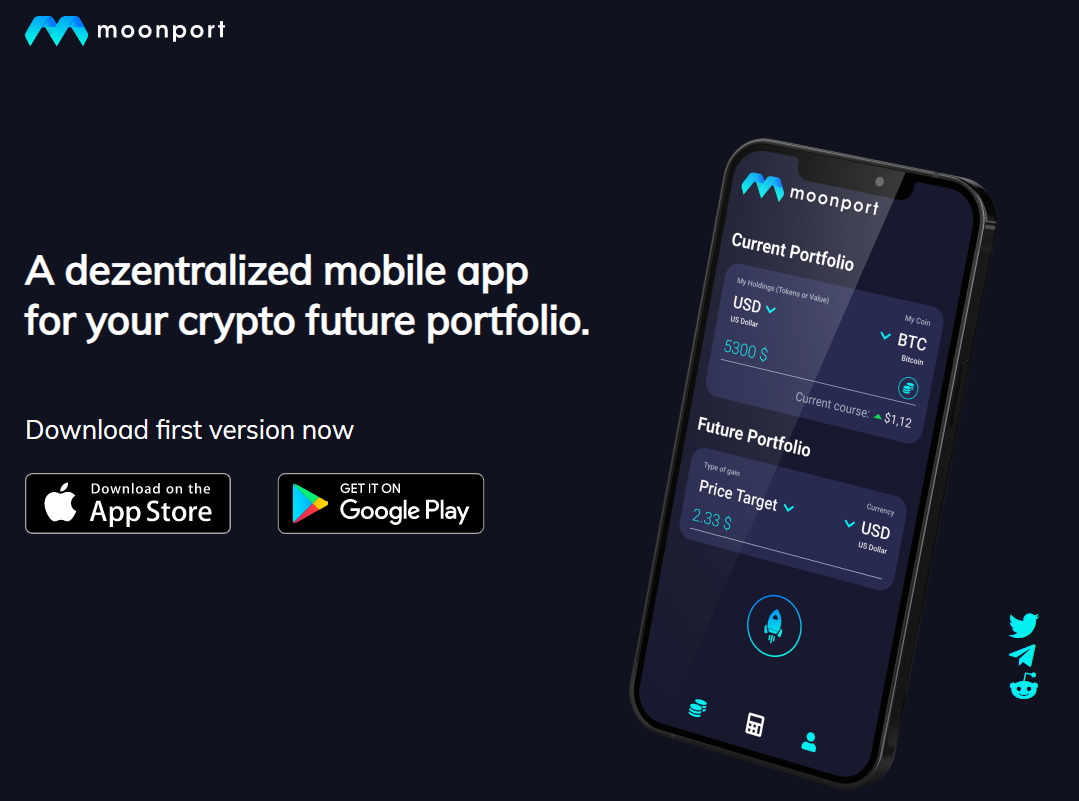 moonport
A dezentralized mobile app
for your crypto future portfolio.
Download first version now
Download on the
App Store
GET IT ON
Google Play
moonport
Current Portfolio
My Holdings (Tokens or Value)
USD
US Dollar
My Coin
BTC
Bitcoin
5300 $
Current course: $1,12
Future Portfolio
Type of gain
Price Target
Currency
USD
US Dollar
2.33 $